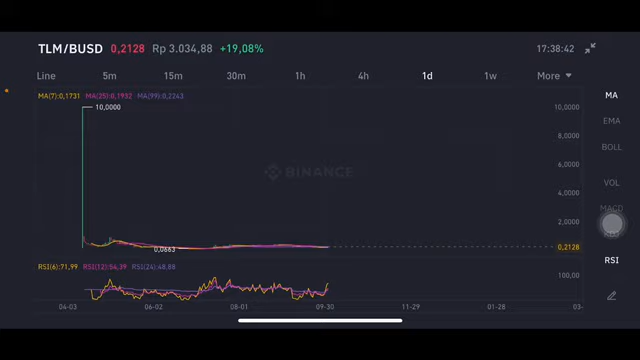 TLM/BUSD 0,2128 Rp 3.034,88 +19,08% 17:38:42
Line 5m 15m 30m 1h 4h 1d 1w More
MA(7):0,1731 MA(25):0,1932 MA(99):0,2243
MA
10,0000
10,0000
EMA
8,0000
BOLL
6,0000
BINANCE
VOL
4,0000
MACD
2,0000
0,0663
0,2128
RSI(6):71,99 RSI(12):56,39 RSI(24):48,88
RSI
100,00
04-03 06-02 08-01 09-30 11-29 01-28 03-